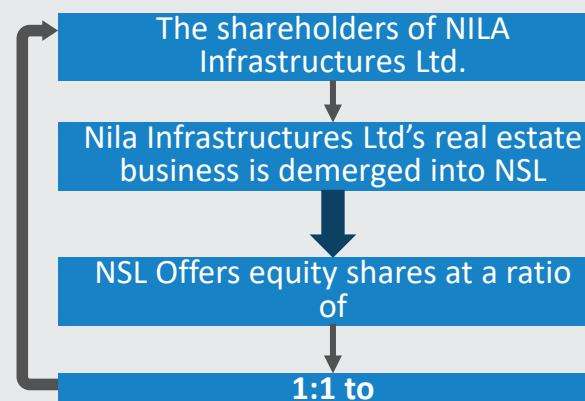 The shareholders of NILA
Infrastructures Ltd.
Nila Infrastructures Ltd’s real estate
business is demerged into NSL
NSL Offers equity shares at a ratio
of
1:1 to